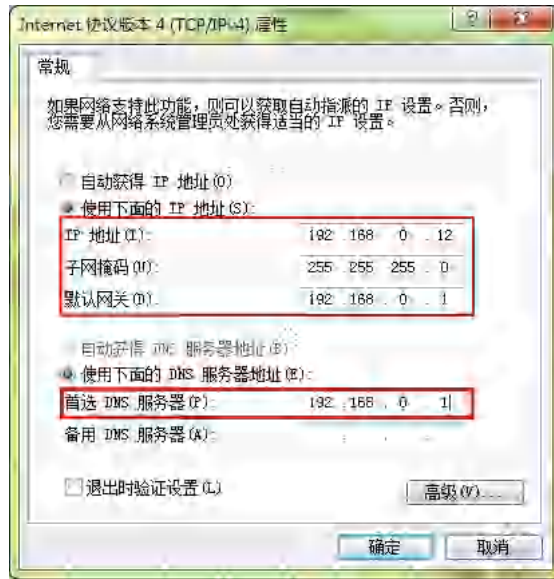 Internet 协议版本 4 (TCP/IPv4) 属性
常规
如果网络支持此功能，则可以获取自动指派的 IP 设置。否则，
您需要从网络系统管理员处获得适当的 IP 设置。
自动获得 IP 地址(O)
使用下面的 IP 地址(S):
IP 地址(I): 192 . 168 . 0 . 12
子网掩码(U): 255 . 255 . 255 . 0
默认网关(D): 192 . 168 . 0 . 1
自动获得 DNS 服务器地址(B)
使用下面的 DNS 服务器地址(E):
首选 DNS 服务器(P): 192 . 168 . 0 . 1
备用 DNS 服务器(A): . . .
退出时验证设置(L)
高级(V)...
确定
取消